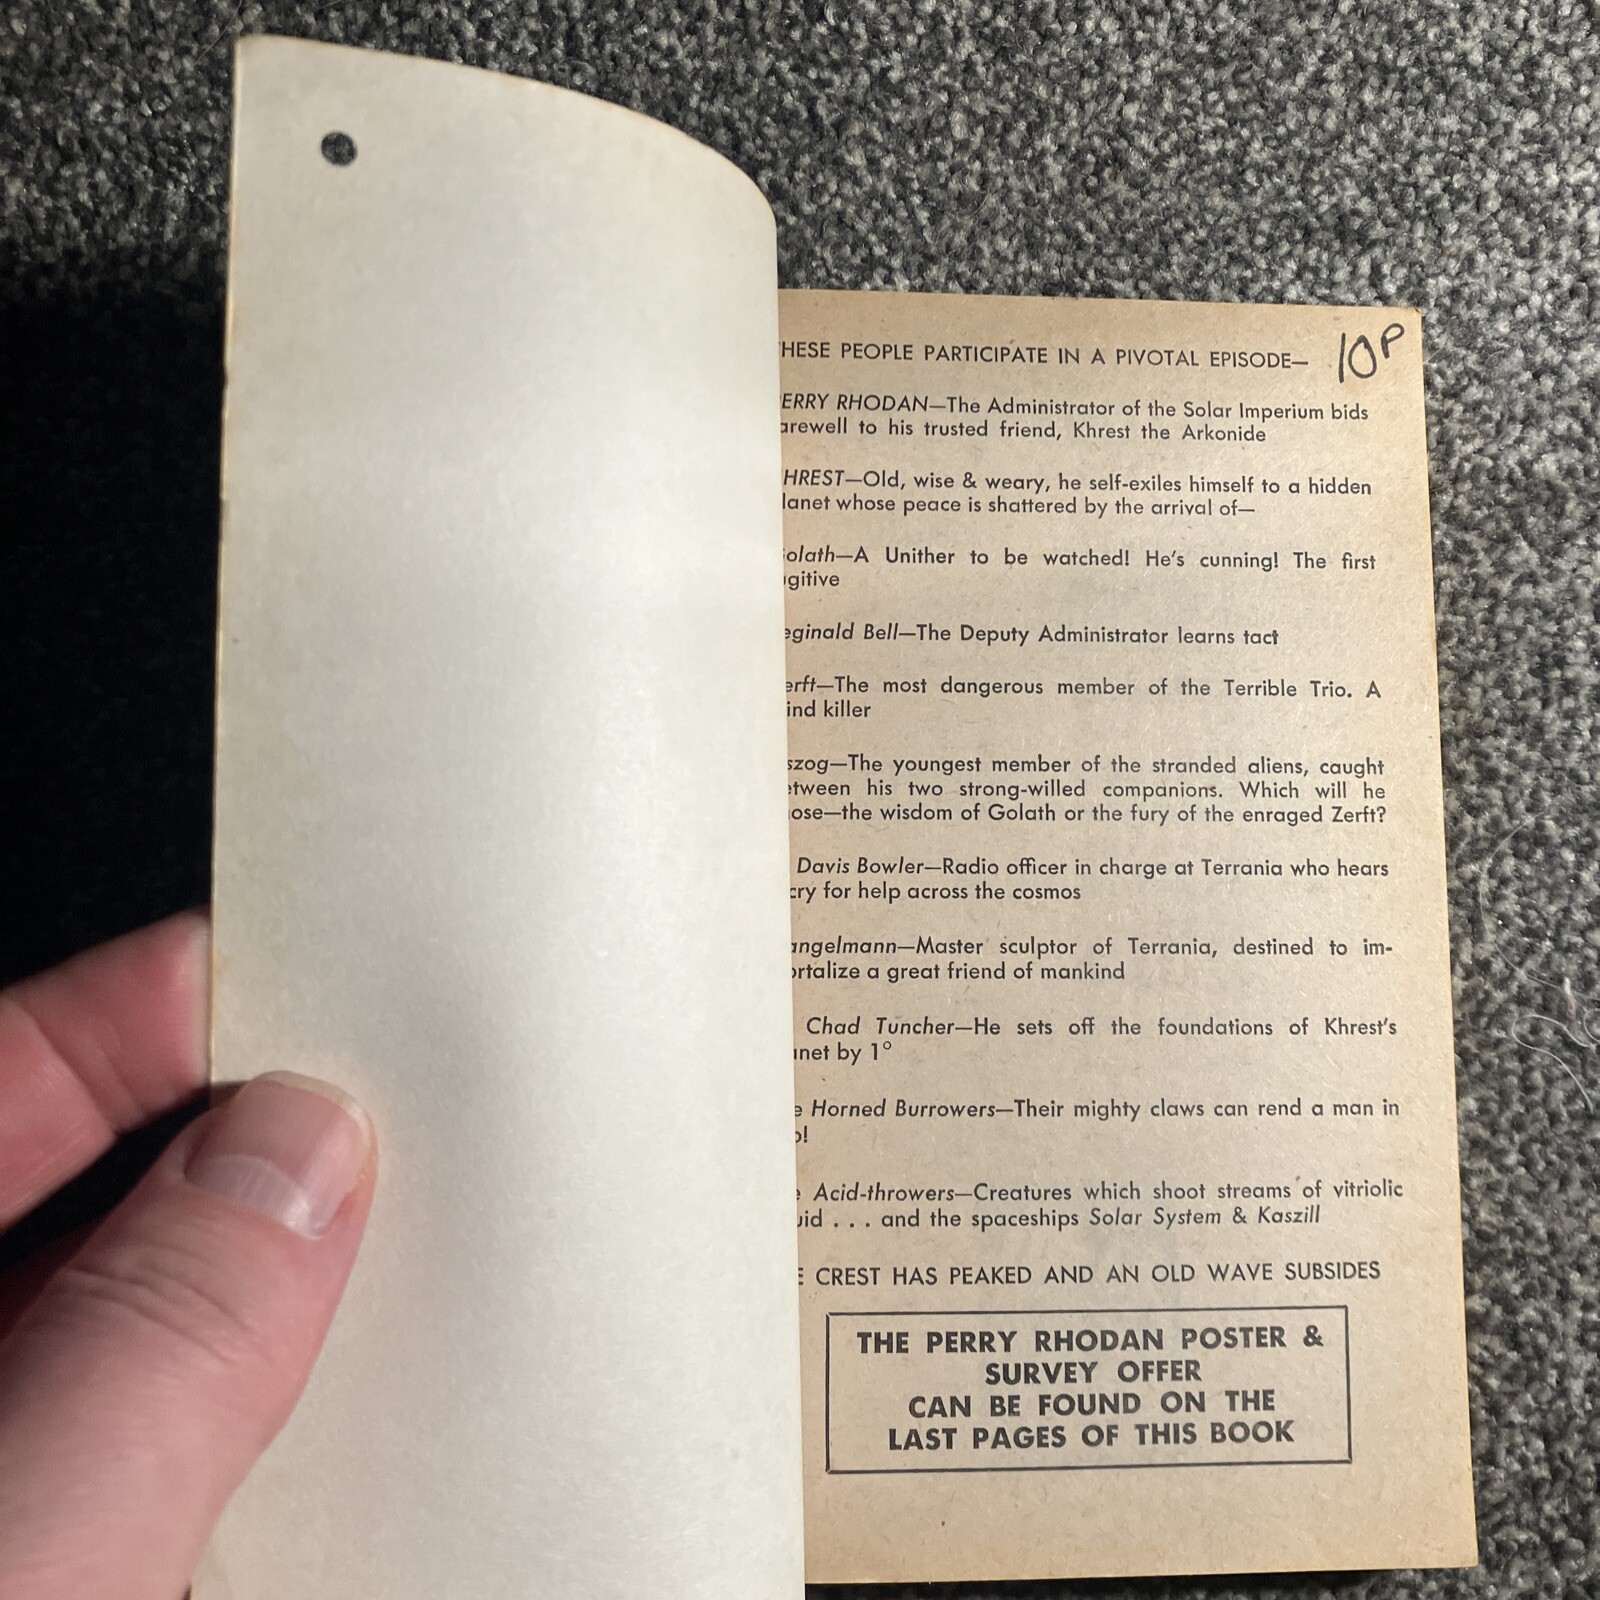 HESE PEOPLE PARTICIPATE IN A PIVOTAL EPISODE— 10P
ERRY RHODAN—The Administrator of the Solar Imperium bids
arewell to his trusted friend, Khrest the Arkonide
HREST—Old, wise & weary, he self-exiles himself to a hidden
lanet whose peace is shattered by the arrival of—
olath—A Unither to be watched! He's cunning! The first
gitive
eginald Bell—The Deputy Administrator learns tact
erft—The most dangerous member of the Terrible Trio. A
ind killer
szog—The youngest member of the stranded aliens, caught
etween his two strong-willed companions. Which will he
ose—the wisdom of Golath or the fury of the enraged Zerft?
Davis Bowler—Radio officer in charge at Terrania who hears
cry for help across the cosmos
angelmann—Master sculptor of Terrania, destined to im-
ortalize a great friend of mankind
Chad Tuncher—He sets off the foundations of Khrest's
net by 1°
e Horned Burrowers—Their mighty claws can rend a man in
o!
e Acid-throwers—Creatures which shoot streams of vitriolic
uid . . . and the spaceships Solar System & Kaszill
E CREST HAS PEAKED AND AN OLD WAVE SUBSIDES
THE PERRY RHODAN POSTER &
SURVEY OFFER
CAN BE FOUND ON THE
LAST PAGES OF THIS BOOK